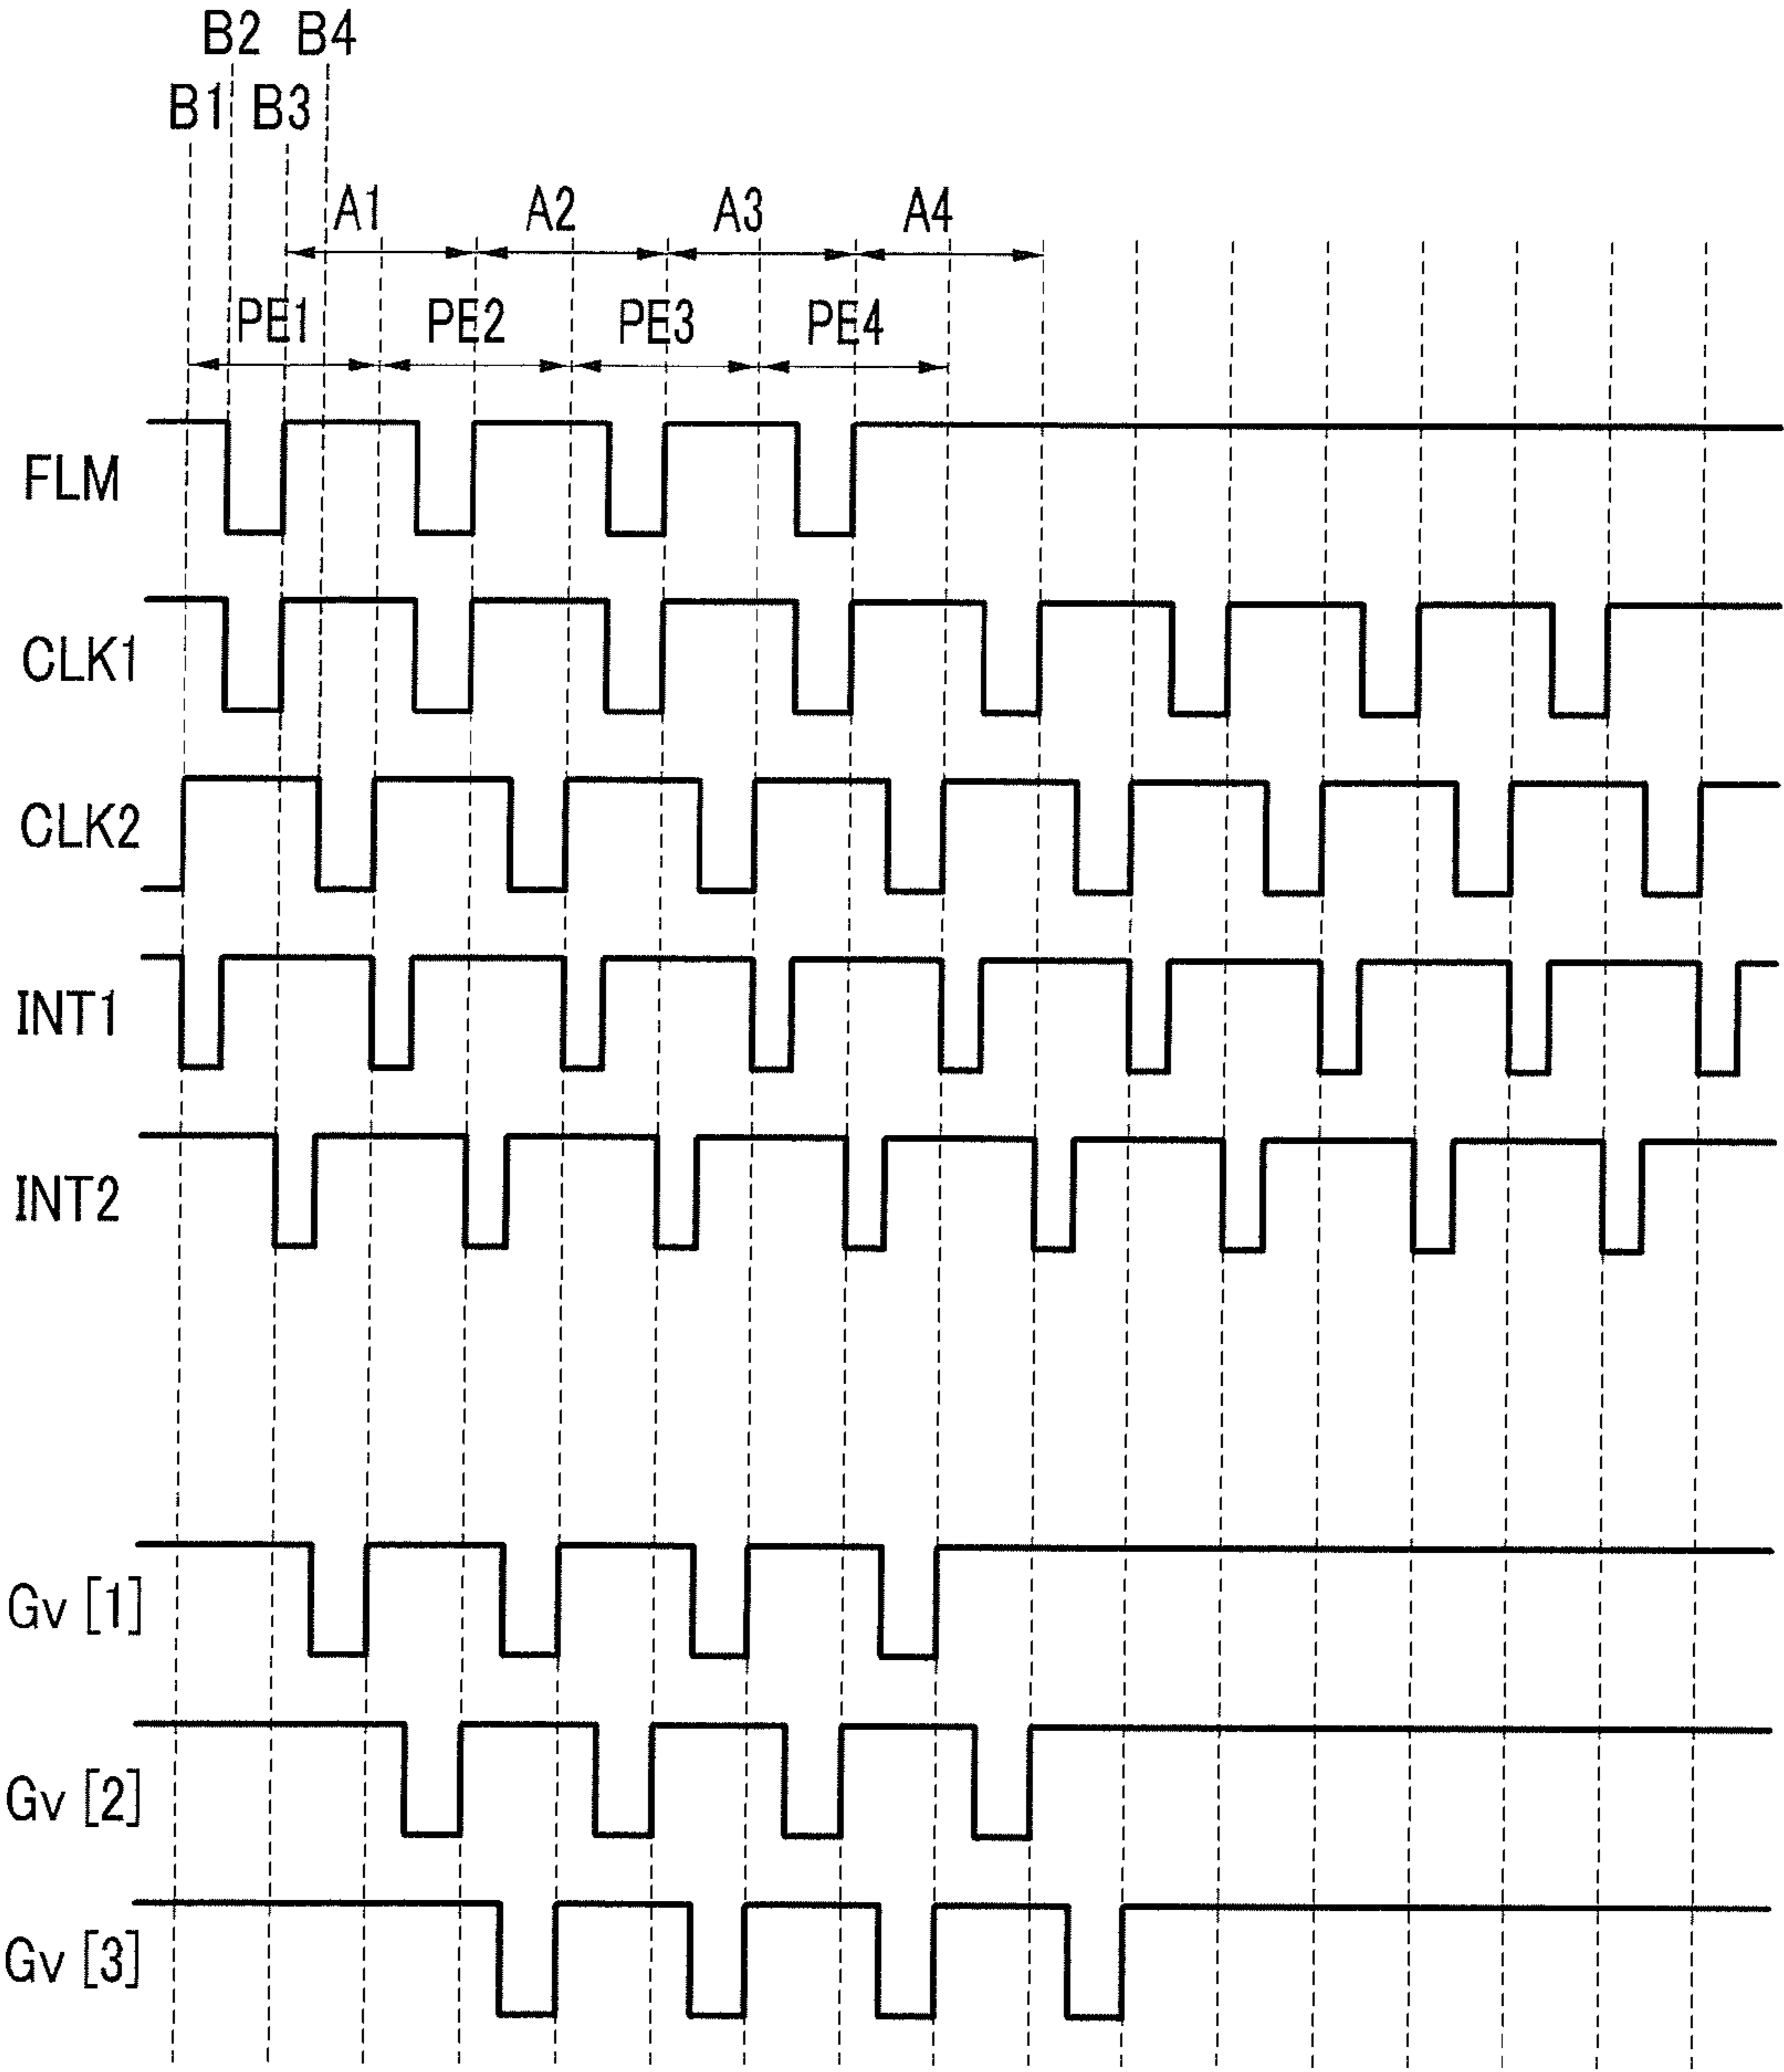 B2 B4
B1 B3
A1 A2 A3 A4
PE1 PE2 PE3 PE4
FLM
CLK1
CLK2
INT1
INT2
Gv [1]
Gv [2]
Gv [3]